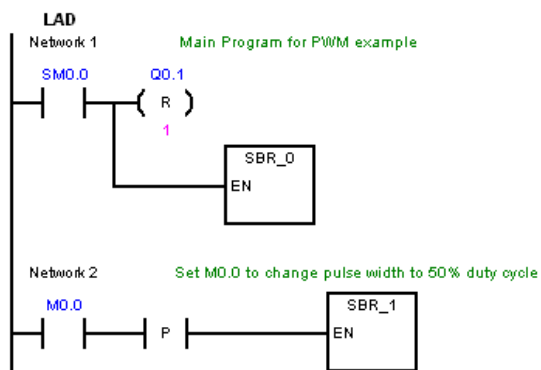 LAD
Network 1 Main Program for PWM example
SM0.0 Q0.1
R
1
SBR_0
EN
Network 2 Set M0.0 to change pulse width to 50% duty cycle
M0.0
P
SBR_1
EN